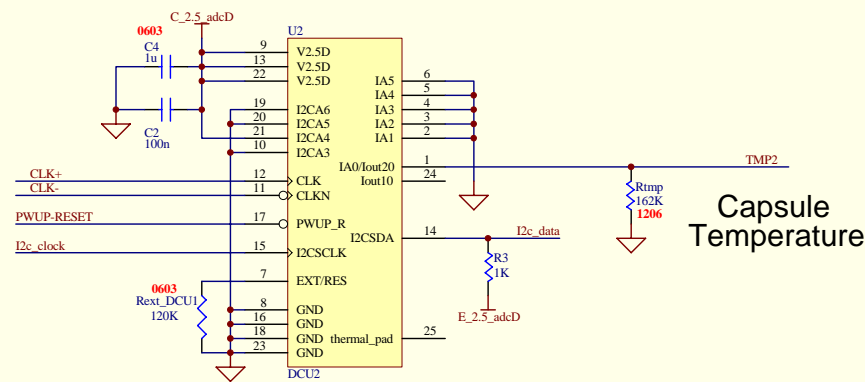 C_2.5_adcD
U2
0603
C4
1u
C2
100n
9 V2.5D
13 V2.5D
22 V2.5D
19 I2CA6
20 I2CA5
21 I2CA4
10 I2CA3
CLK+ 12 CLK
CLK- 11 CLKN
PWUP-RESET 17 PWUP_R
I2c_clock 15 I2CSCLK
7 EXT/RES
0603
Rext_DCU1
120K
8 GND
16 GND
18 GND
23 GND
DCU2
IA5 6
IA4 5
IA3 4
IA2 3
IA1 2
IA0/Iout20 1 TMP2
Iout10 24
I2CSDA 14 I2c_data
thermal_pad 25
R3
1K
E_2.5_adcD
Rtmp
162K
1206
Capsule
Temperature